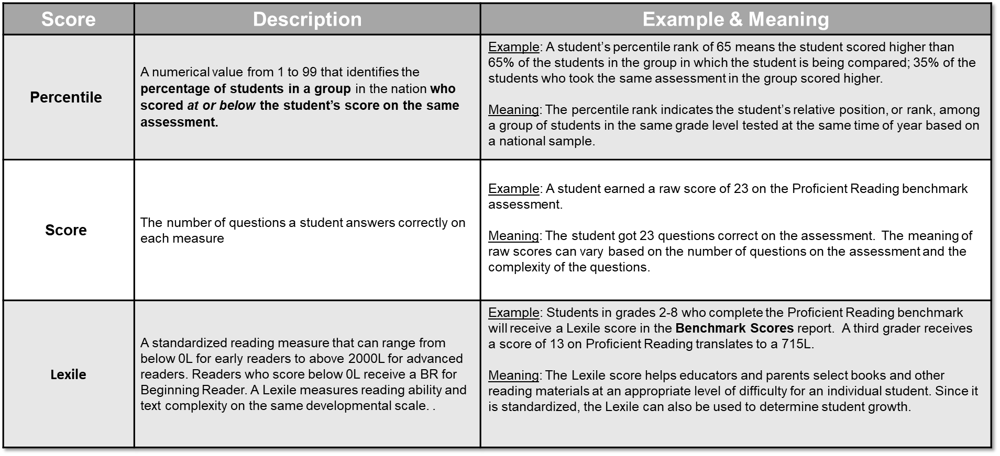 Score
Description
Example & Meaning
Percentile
A numerical value from 1 to 99 that identifies the
percentage of students in a group in the nation who
scored at or below the student’s score on the same
assessment.
Example: A student’s percentile rank of 65 means the student scored higher than
65% of the students in the group in which the student is being compared; 35% of the
students who took the same assessment in the group scored higher.
Meaning: The percentile rank indicates the student’s relative position, or rank, among
a group of students in the same grade level tested at the same time of year based on
a national sample.
Score
The number of questions a student answers correctly on
each measure
Example: A student earned a raw score of 23 on the Proficient Reading benchmark
assessment.
Meaning: The student got 23 questions correct on the assessment.  The meaning of
raw scores can vary based on the number of questions on the assessment and the
complexity of the questions.
Lexile
A standardized reading measure that can range from
below 0L for early readers to above 2000L for advanced
readers. Readers who score below 0L receive a BR for
Beginning Reader. A Lexile measures reading ability and
text complexity on the same developmental scale. .
Example: Students in grades 2-8 who complete the Proficient Reading benchmark
will receive a Lexile score in the Benchmark Scores report.  A third grader receives
a score of 13 on Proficient Reading translates to a 715L.
Meaning: The Lexile score helps educators and parents select books and other
reading materials at an appropriate level of difficulty for an individual student. Since it
is standardized, the Lexile can also be used to determine student growth.